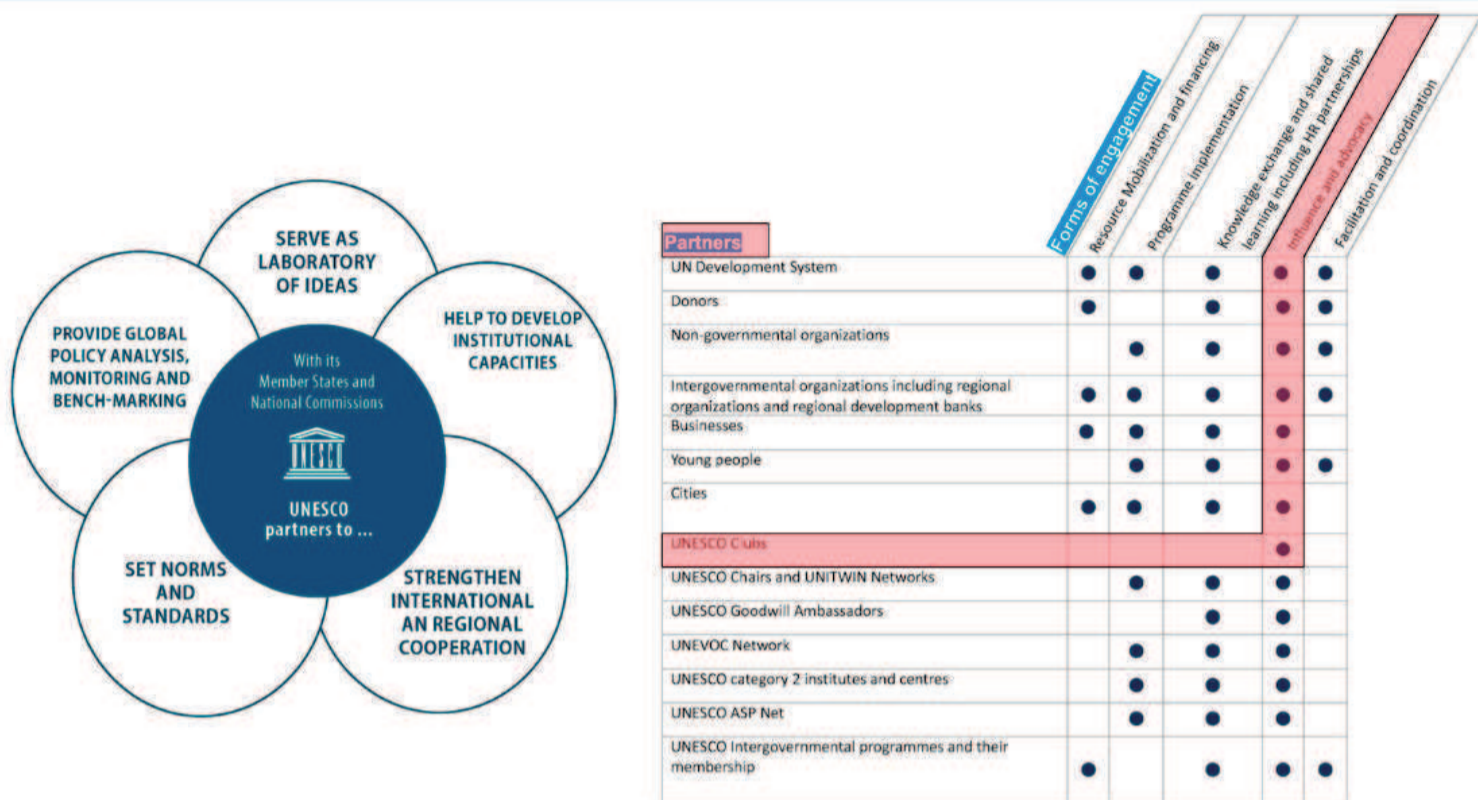 SERVE AS
LABORATORY
OF IDEAS
HELP TO DEVELOP
INSTITUTIONAL
CAPACITIES
PROVIDE GLOBAL
POLICY ANALYSIS,
MONITORING AND
BENCH-MARKING
With its
Member States and
National Commissions
UNESCO
UNESCO
partners to ...
SET NORMS
AND
STANDARDS
STRENGTHEN
INTERNATIONAL
AN REGIONAL
COOPERATION
Forms of engagement
Resource Mobilization and financing
Programme implementation
Knowledge exchange and shared
learning including HR partnerships
Influence and advocacy
Facilitation and coordination
Partners
UN Development System
Donors
Non-governmental organizations
Intergovernmental organizations including regional
organizations and regional development banks
Businesses
Young people
Cities
UNESCO Clubs
UNESCO Chairs and UNITWIN Networks
UNESCO Goodwill Ambassadors
UNEVOC Network
UNESCO category 2 institutes and centres
UNESCO ASP Net
UNESCO Intergovernmental programmes and their
membership